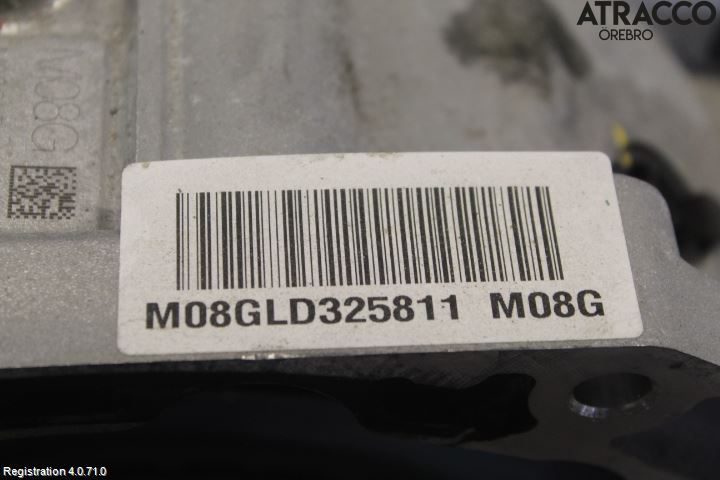 ATRACCO
ÖREBRO
M08G
M08GLD325811 M08G
Registration 4.0.71.0